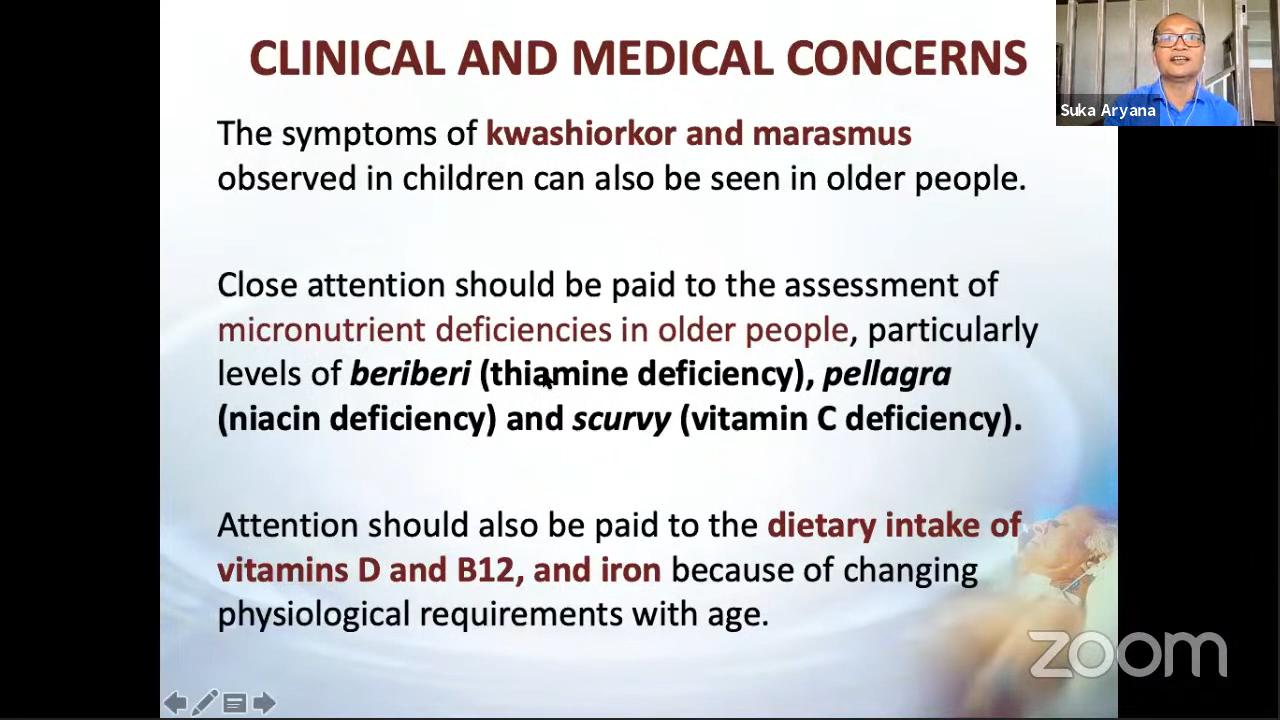 CLINICAL AND MEDICAL CONCERNS
Suka Aryana
The symptoms of kwashiorkor and marasmus
observed in children can also be seen in older people.
Close attention should be paid to the assessment of
micronutrient deficiencies in older people, particularly
levels of beriberi (thiamine deficiency), pellagra
(niacin deficiency) and scurvy (vitamin C deficiency).
Attention should also be paid to the dietary intake of
vitamins D and B12, and iron because of changing
physiological requirements with age.
zoom